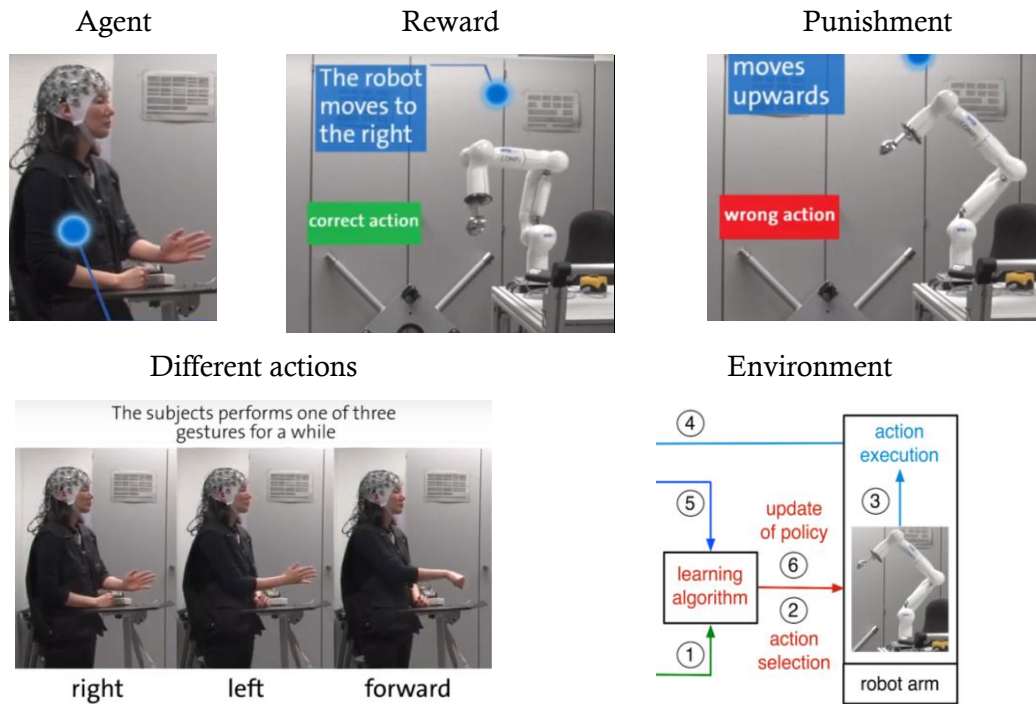 Agent
Reward
Punishment
The robot
moves to
the right
correct action
moves
upwards
wrong action
Different actions
The subjects performs one of three
gestures for a while
right
left
forward
Environment
4
action
execution
5
3
update
of policy
6
learning
algorithm
2
1
action
selection
robot arm